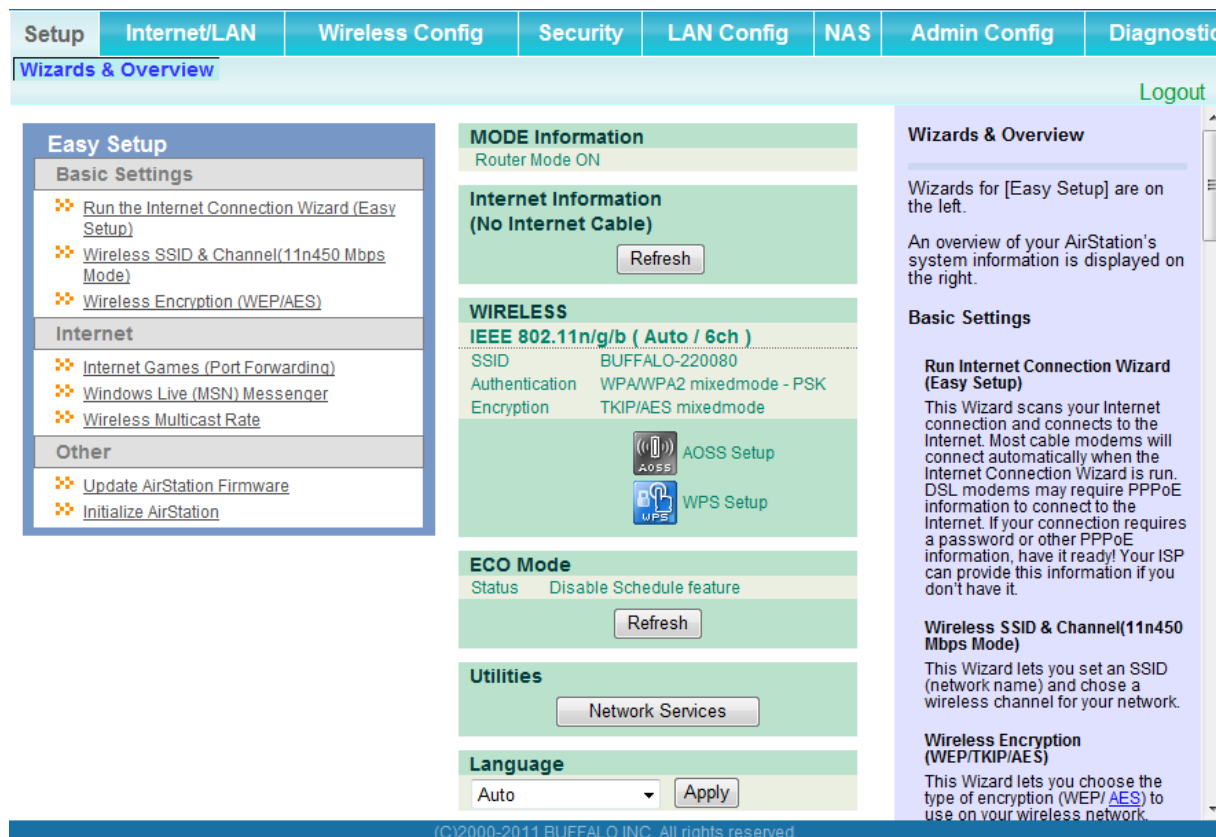 Setup
Internet/LAN
Wireless Config
Security
LAN Config
NAS
Admin Config
Diagnostic
Wizards & Overview
Logout
Easy Setup
Basic Settings
Run the Internet Connection Wizard (Easy
Setup)
Wireless SSID & Channel(11n450 Mbps
Mode)
Wireless Encryption (WEP/AES)
Internet
Internet Games (Port Forwarding)
Windows Live (MSN) Messenger
Wireless Multicast Rate
Other
Update AirStation Firmware
Initialize AirStation
MODE Information
Router Mode ON
Internet Information
(No Internet Cable)
Refresh
WIRELESS
IEEE 802.11n/g/b ( Auto / 6ch )
SSID BUFFALO-220080
Authentication WPA/WPA2 mixedmode - PSK
Encryption TKIP/AES mixedmode
AOSS
AOSS Setup
WPS
WPS Setup
ECO Mode
Status Disable Schedule feature
Refresh
Utilities
Network Services
Language
Auto
Apply
Wizards & Overview
Wizards for [Easy Setup] are on
the left.
An overview of your AirStation's
system information is displayed on
the right.
Basic Settings
Run Internet Connection Wizard
(Easy Setup)
This Wizard scans your Internet
connection and connects to the
Internet. Most cable modems will
connect automatically when the
Internet Connection Wizard is run.
DSL modems may require PPPoE
information to connect to the
Internet. If your connection requires
a password or other PPPoE
information, have it ready! Your ISP
can provide this information if you
don't have it.
Wireless SSID & Channel(11n450
Mbps Mode)
This Wizard lets you set an SSID
(network name) and chose a
wireless channel for your network.
Wireless Encryption
(WEP/TKIP/AES)
This Wizard lets you choose the
type of encryption (WEP/ AES) to
use on your wireless network.
(C)2000-2011 BUFFALO INC. All rights reserved.